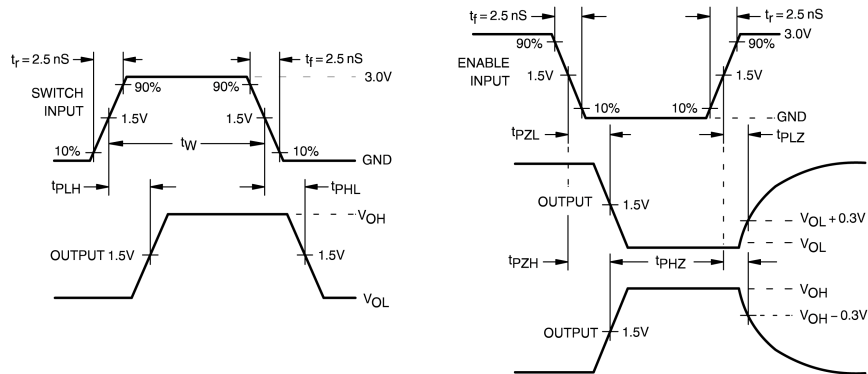 tr = 2.5 nS
tf = 2.5 nS
90%
90%
3.0V
SWITCH
INPUT
1.5V
1.5V
tW
10%
10%
GND
tPLH
tPHL
VOH
OUTPUT
1.5V
1.5V
VOL
tf = 2.5 nS
tr = 2.5 nS
90%
90%
3.0V
ENABLE
INPUT
1.5V
1.5V
10%
10%
GND
tPZL
tPLZ
OUTPUT
1.5V
VOL + 0.3V
VOL
tPZH
tPHZ
VOH
VOH – 0.3V
OUTPUT
1.5V